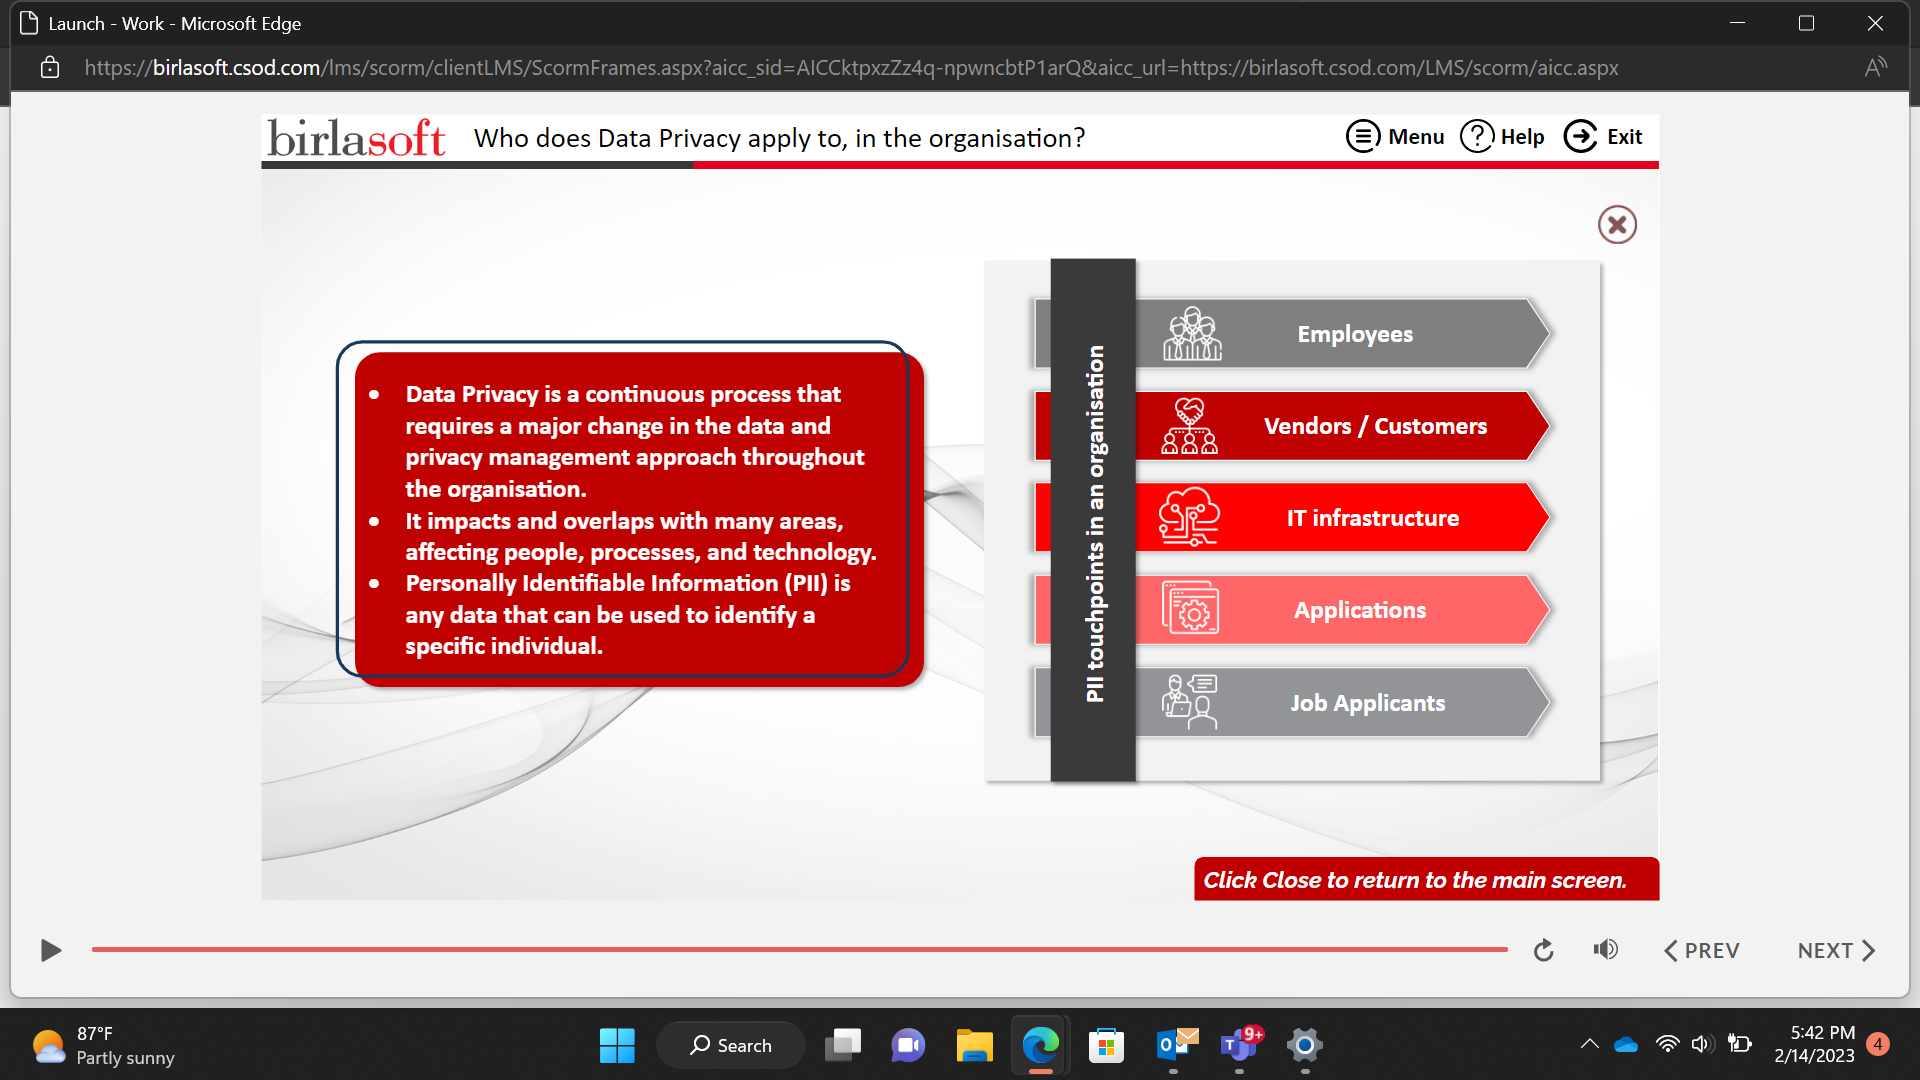 Launch - Work - Microsoft Edge
https://birlasoft.csod.com/lms/scorm/clientLMS/ScormFrames.aspx?aicc_sid=AICCktpxzZz4q-npwncbtP1arQ&aicc_url=https://birlasoft.csod.com/LMS/scorm/aicc.aspx
birlasoft
Who does Data Privacy apply to, in the organisation?
Menu
Help
Exit
• Data Privacy is a continuous process that
requires a major change in the data and
privacy management approach throughout
the organisation.
• It impacts and overlaps with many areas,
affecting people, processes, and technology.
• Personally Identifiable Information (PII) is
any data that can be used to identify a
specific individual.
PII touchpoints in an organisation
Employees
Vendors / Customers
IT infrastructure
Applications
Job Applicants
Click Close to return to the main screen.
PREV
NEXT
87°F
Partly sunny
Search
9+
5:42 PM
2/14/2023
4